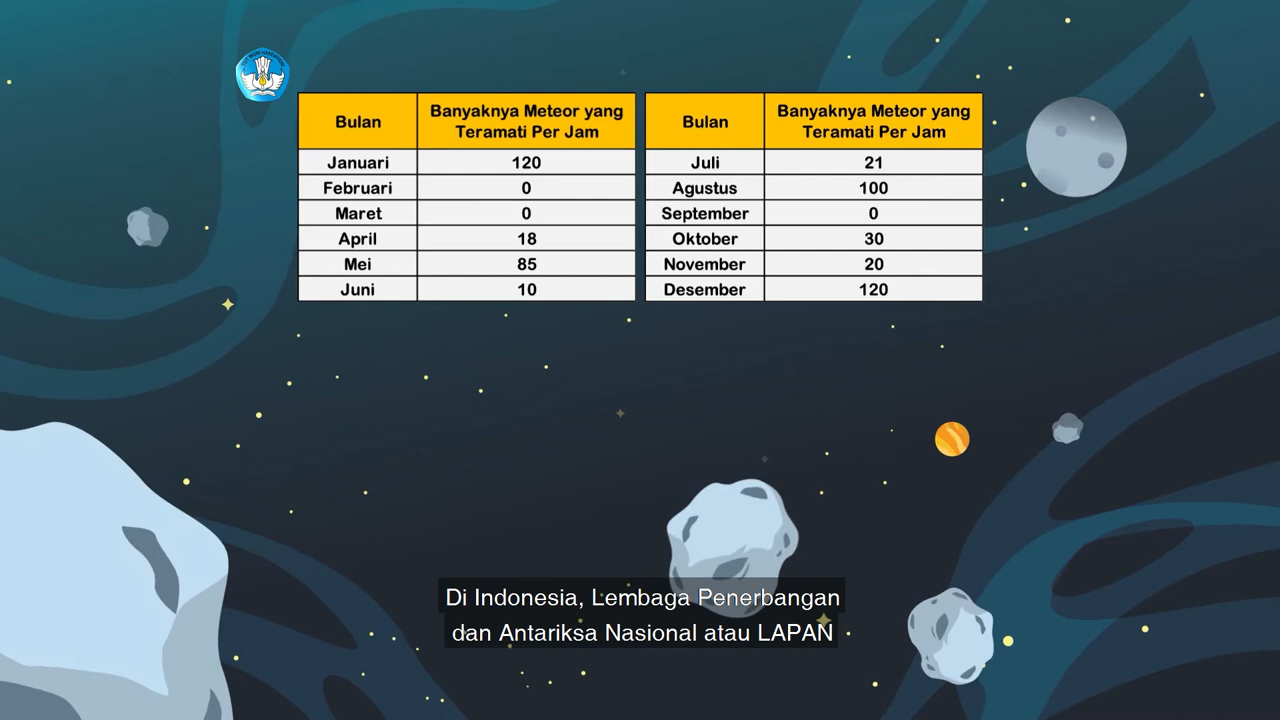 Bulan Banyaknya Meteor yang Teramati Per Jam
Januari 120
Februari 0
Maret 0
April 18
Mei 85
Juni 10
Bulan Banyaknya Meteor yang Teramati Per Jam
Juli 21
Agustus 100
September 0
Oktober 30
November 20
Desember 120
Di Indonesia, Lembaga Penerbangan
dan Antariksa Nasional atau LAPAN